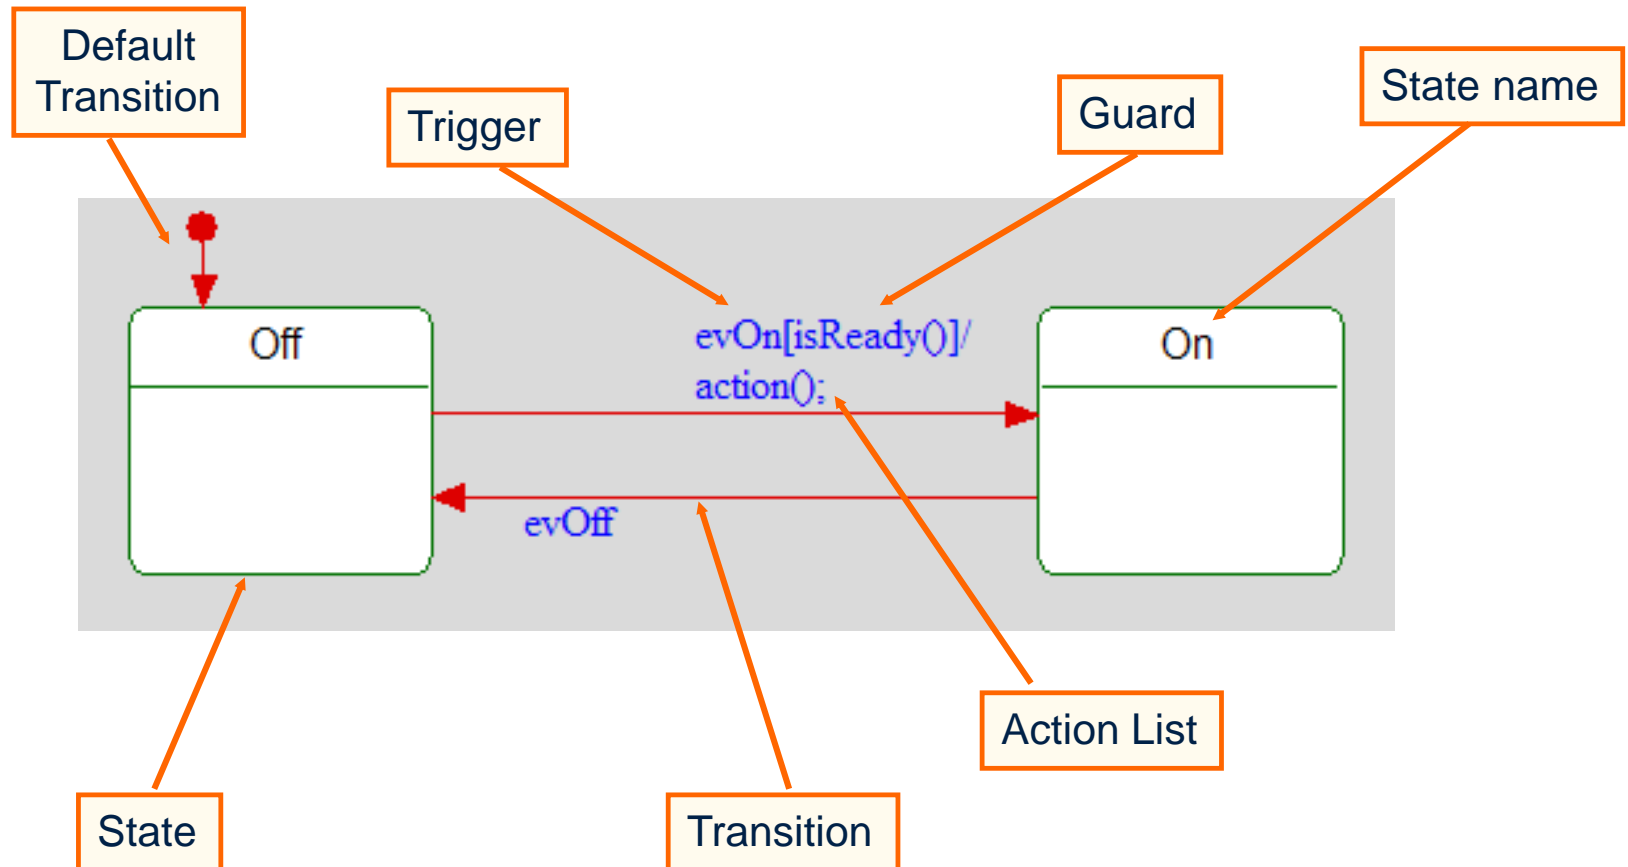 Default
Transition
Trigger
Guard
State name
Off
evOn[isReady()]/
action();
On
evOff
Action List
State
Transition